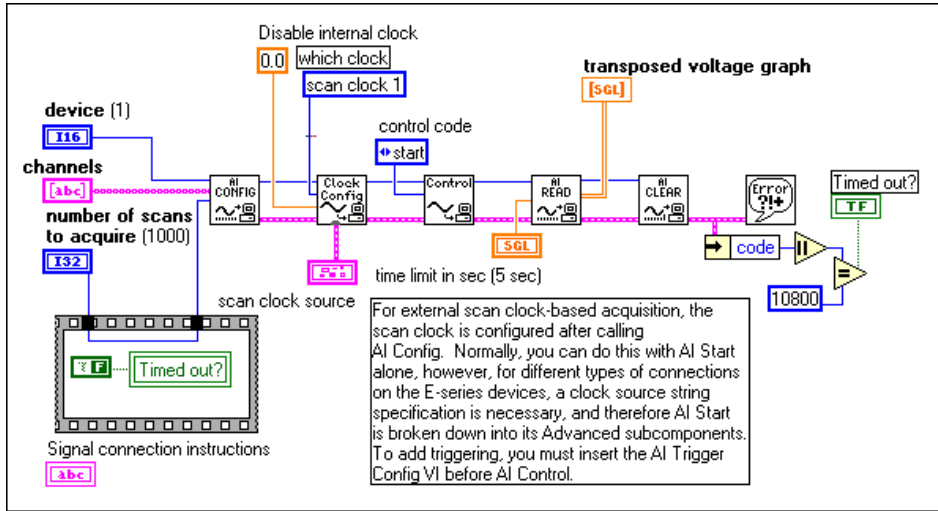 Disable internal clock
0.0
which clock
scan clock 1
transposed voltage graph
[SGL]
device (1)
I16
control code
start
channels
[abc]
AI CONFIG
Clock Config
Control
AI READ
AI CLEAR
Error ?!+
Timed out?
TF
number of scans
to acquire (1000)
I32
SGL
code
=
10800
scan clock source
time limit in sec (5 sec)
For external scan clock-based acquisition, the
scan clock is configured after calling
AI Config.  Normally, you can do this with AI Start
alone, however, for different types of connections
on the E-series devices, a clock source string
specification is necessary, and therefore AI Start
is broken down into its Advanced subcomponents.
To add triggering, you must insert the AI Trigger
Config VI before AI Control.
F
Timed out?
Signal connection instructions
abc